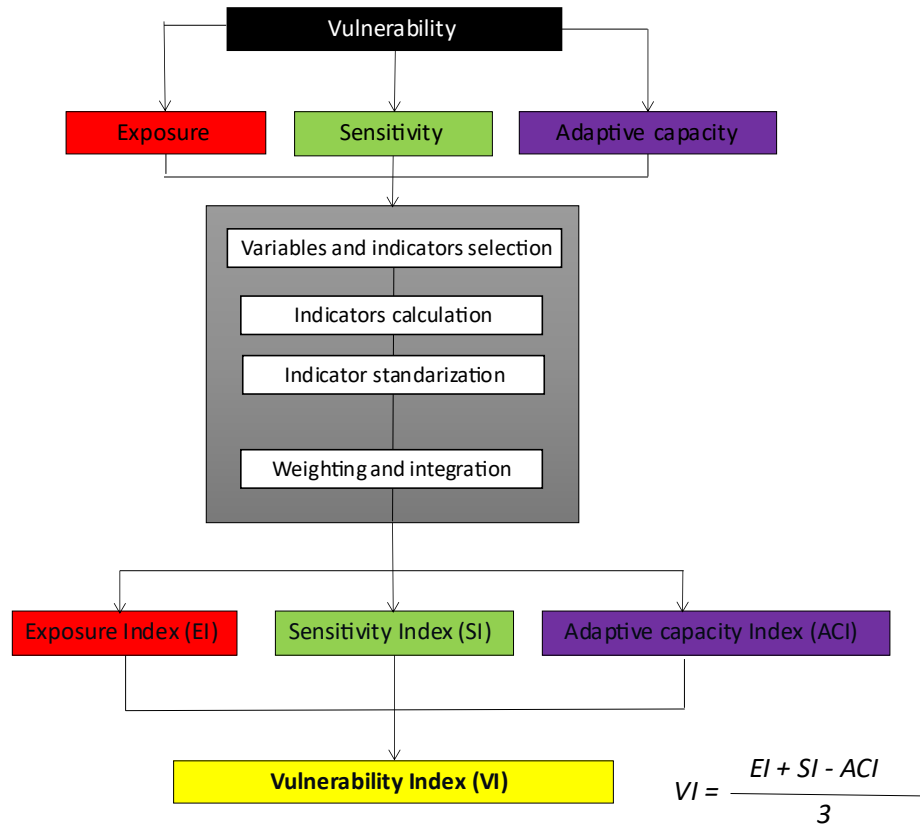 Vulnerability
Exposure
Sensitivity
Adaptive capacity
Variables and indicators selection
Indicators calculation
Indicator standarization
Weighting and integration
Exposure Index (EI)
Sensitivity Index (SI)
Adaptive capacity Index (ACI)
Vulnerability Index (VI)
EI + SI - ACI
VI =
3